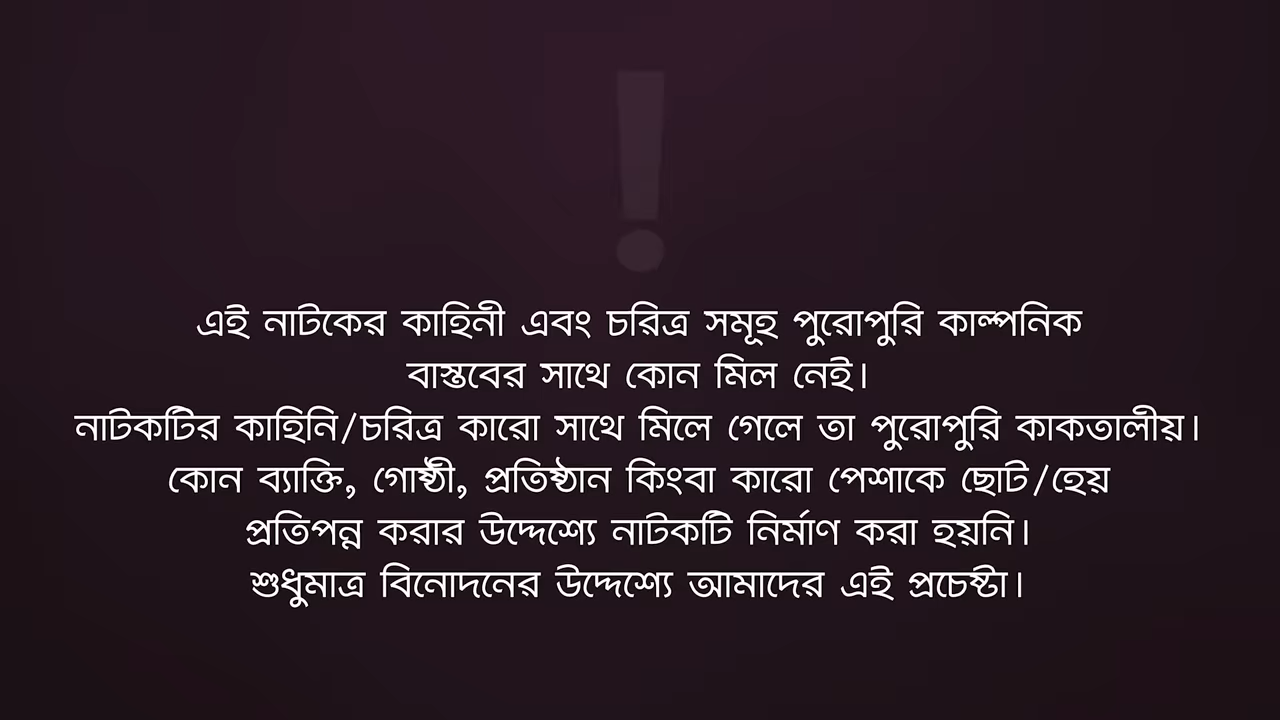 এই নাটকের কাহিনী এবং চরিত্র সমূহ পুরোপুরি কাল্পনিক
বাস্তবের সাথে কোন মিল নেই।
নাটকটির কাহিনি/চরিত্র কারো সাথে মিলে গেলে তা পুরোপুরি কাকতালীয়।
কোন ব্যাক্তি, গোষ্ঠী, প্রতিষ্ঠান কিংবা কারো পেশাকে ছোট/হেয়
প্রতিপন্ন করার উদ্দেশ্যে নাটকটি নির্মাণ করা হয়নি।
শুধুমাত্র বিনোদনের উদ্দেশ্যে আমাদের এই প্রচেষ্টা।